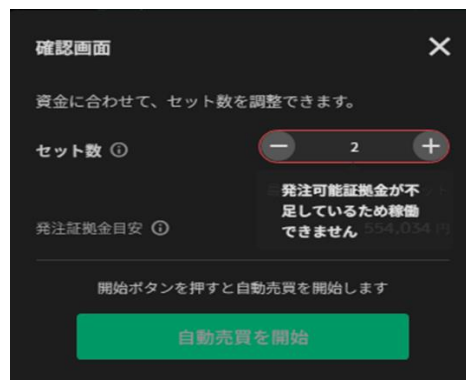 確認画面
資金に合わせて、セット数を調整できます。
セット数
2
発注可能証拠金が不
足しているため稼働
できません
発注証拠金目安
554,034 円
開始ボタンを押すと自動売買を開始します
自動売買を開始